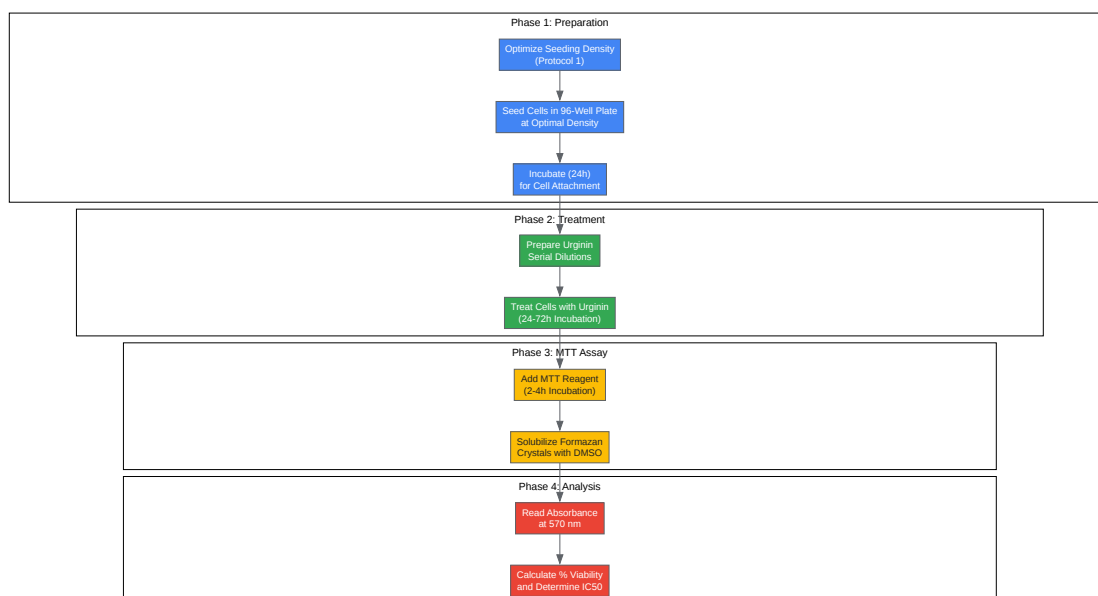 Phase 1: Preparation
Optimize Seeding Density
(Protocol 1)
Seed Cells in 96-Well Plate
at Optimal Density
Incubate (24h)
for Cell Attachment
Phase 2: Treatment
Prepare Urginin
Serial Dilutions
Treat Cells with Urginin
(24-72h Incubation)
Phase 3: MTT Assay
Add MTT Reagent
(2-4h Incubation)
Solubilize Formazan
Crystals with DMSO
Phase 4: Analysis
Read Absorbance
at 570 nm
Calculate % Viability
and Determine IC50